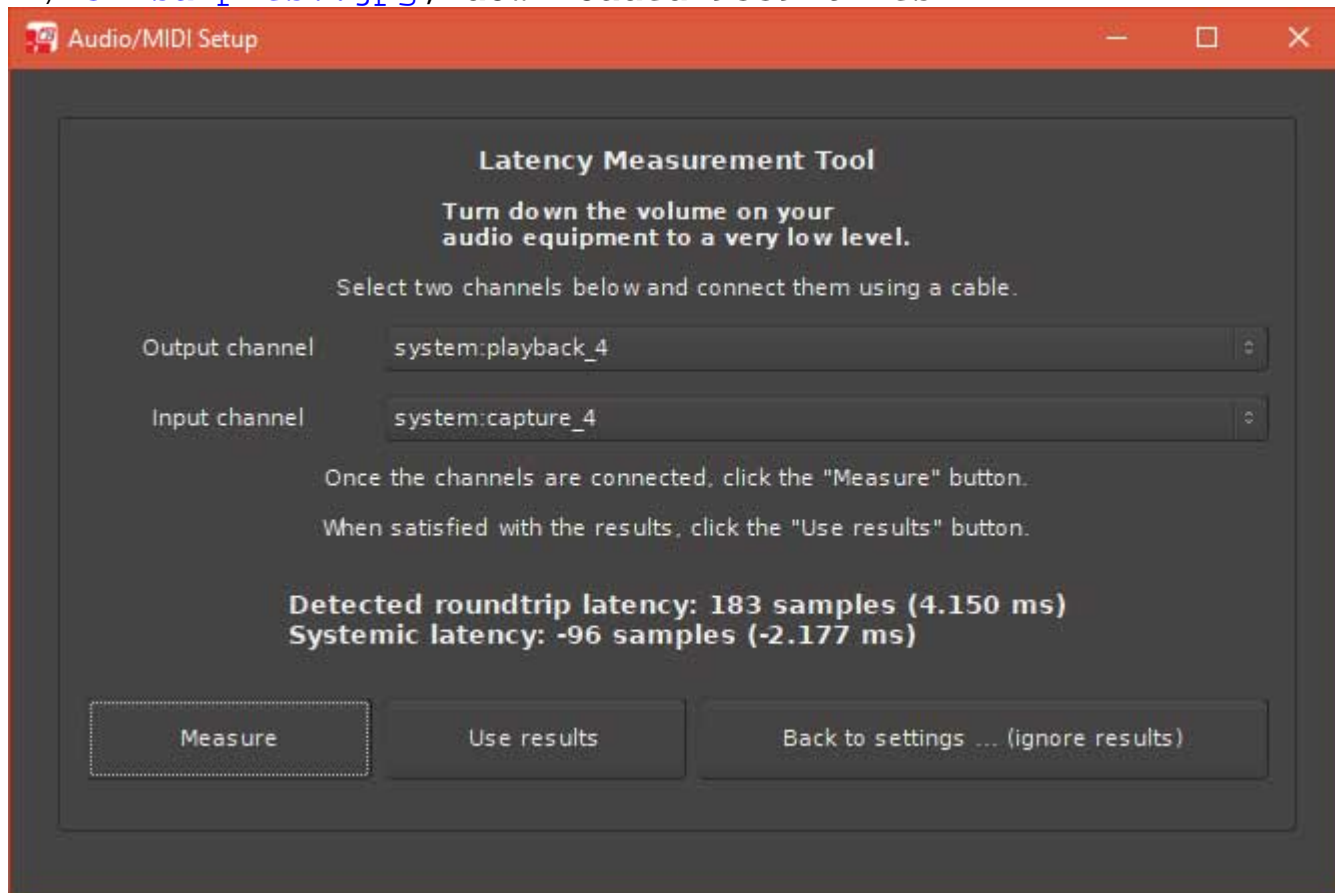 Audio/MIDI Setup
Latency Measurement Tool
Turn down the volume on your
audio equipment to a very low level.
Select two channels below and connect them using a cable.
Output channel system:playback_4
Input channel system:capture_4
Once the channels are connected, click the "Measure" button.
When satisfied with the results, click the "Use results" button.
Detected roundtrip latency: 183 samples (4.150 ms)
Systemic latency: -96 samples (-2.177 ms)
Measure Use results Back to settings ... (ignore results)